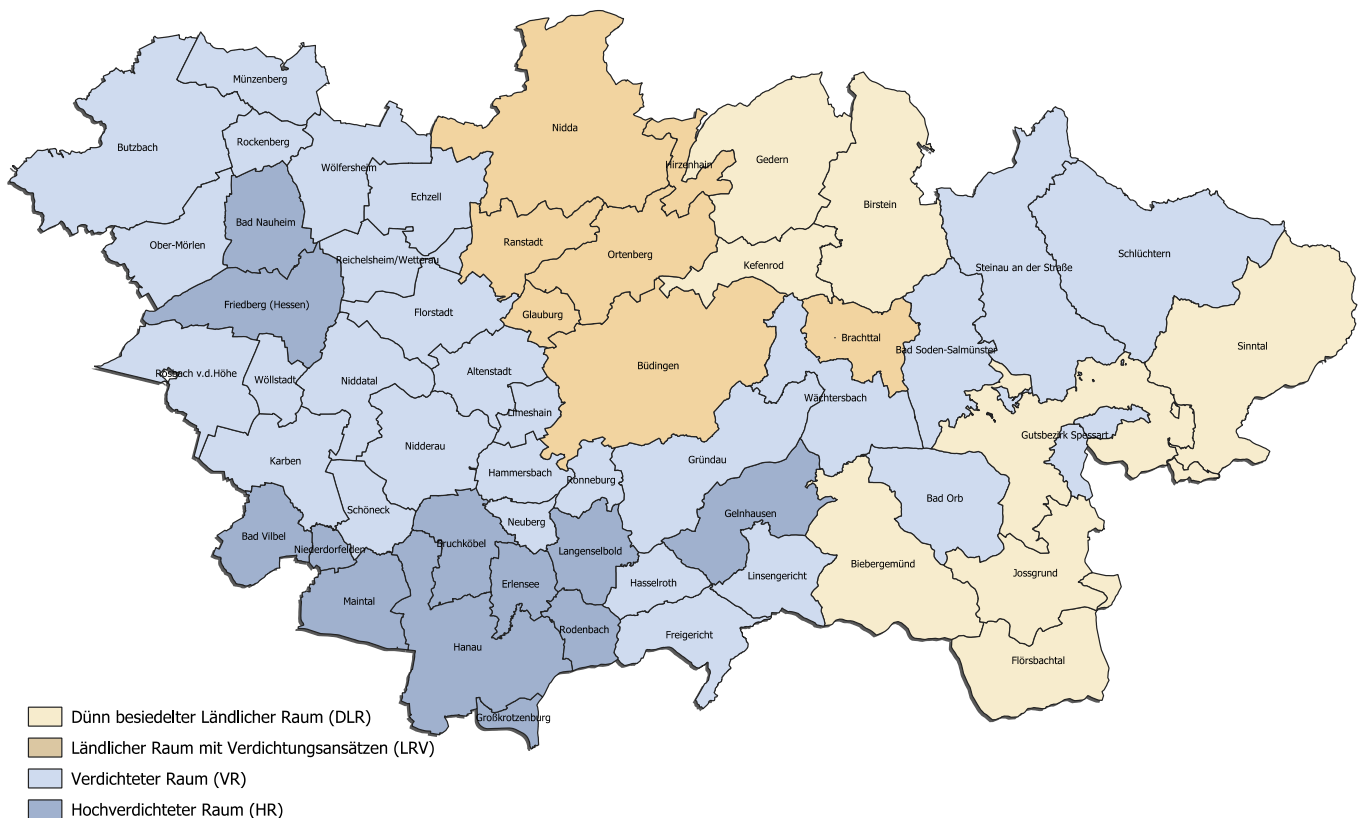 Nidda
Münzenberg
Rockenberg
Butzbach
Wölfersheim
Hirzenhain
Gedern
Echzell
Birstein
Bad Nauheim
Ober-Mörlen
Ranstadt
Ortenberg
Schlüchtern
Reichelsheim/Wetterau
Kefenrod
Steinau an der Straße
Friedberg (Hessen)
Florstadt
Glauburg
Brachttal
Sinntal
Bad Soden-Salmünster
Büdingen
Rosbach v.d.Höhe
Wöllstadt
Niddatal
Altenstadt
Wächtersbach
Limeshain
Gutsbezirk Spessart
Nidderau
Karben
Gründau
Hammersbach
Ronneburg
Bad Orb
Schöneck
Gelnhausen
Neuberg
Bad Vilbel
Niederdorfelden
Bruchköbel
Langenselbold
Biebergemünd
Jossgrund
Erlensee
Hasselroth
Linsengericht
Maintal
Rodenbach
Freigericht
Hanau
Flörsbachtal
Großkrotzenburg
Dünn besiedelter Ländlicher Raum (DLR)
Ländlicher Raum mit Verdichtungsansätzen (LRV)
Verdichteter Raum (VR)
Hochverdichteter Raum (HR)